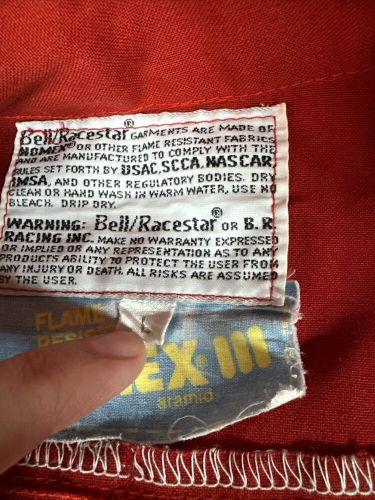 Bell/Racestar® GARMENTS ARE MADE OF
NOMEX® OR OTHER FLAME RESISTANT FABRICS
AND ARE MANUFACTURED TO COMPLY WITH THE
RULES SET FORTH BY USAC, SCCA, NASCAR,
IMSA, AND OTHER REGULATORY BODIES. DRY
CLEAN OR HAND WASH IN WARM WATER, USE NO
BLEACH. DRIP DRY.
WARNING: Bell/Racestar® OR B.R.
RACING INC. MAKE NO WARRANTY EXPRESSED
OR IMPLIED OR ANY REPRESENTATION AS TO ANY
PRODUCTS ABILITY TO PROTECT THE USER FROM
ANY INJURY OR DEATH. ALL RISKS ARE ASSUMED
BY THE USER.
FLAME
EX® III
aramid